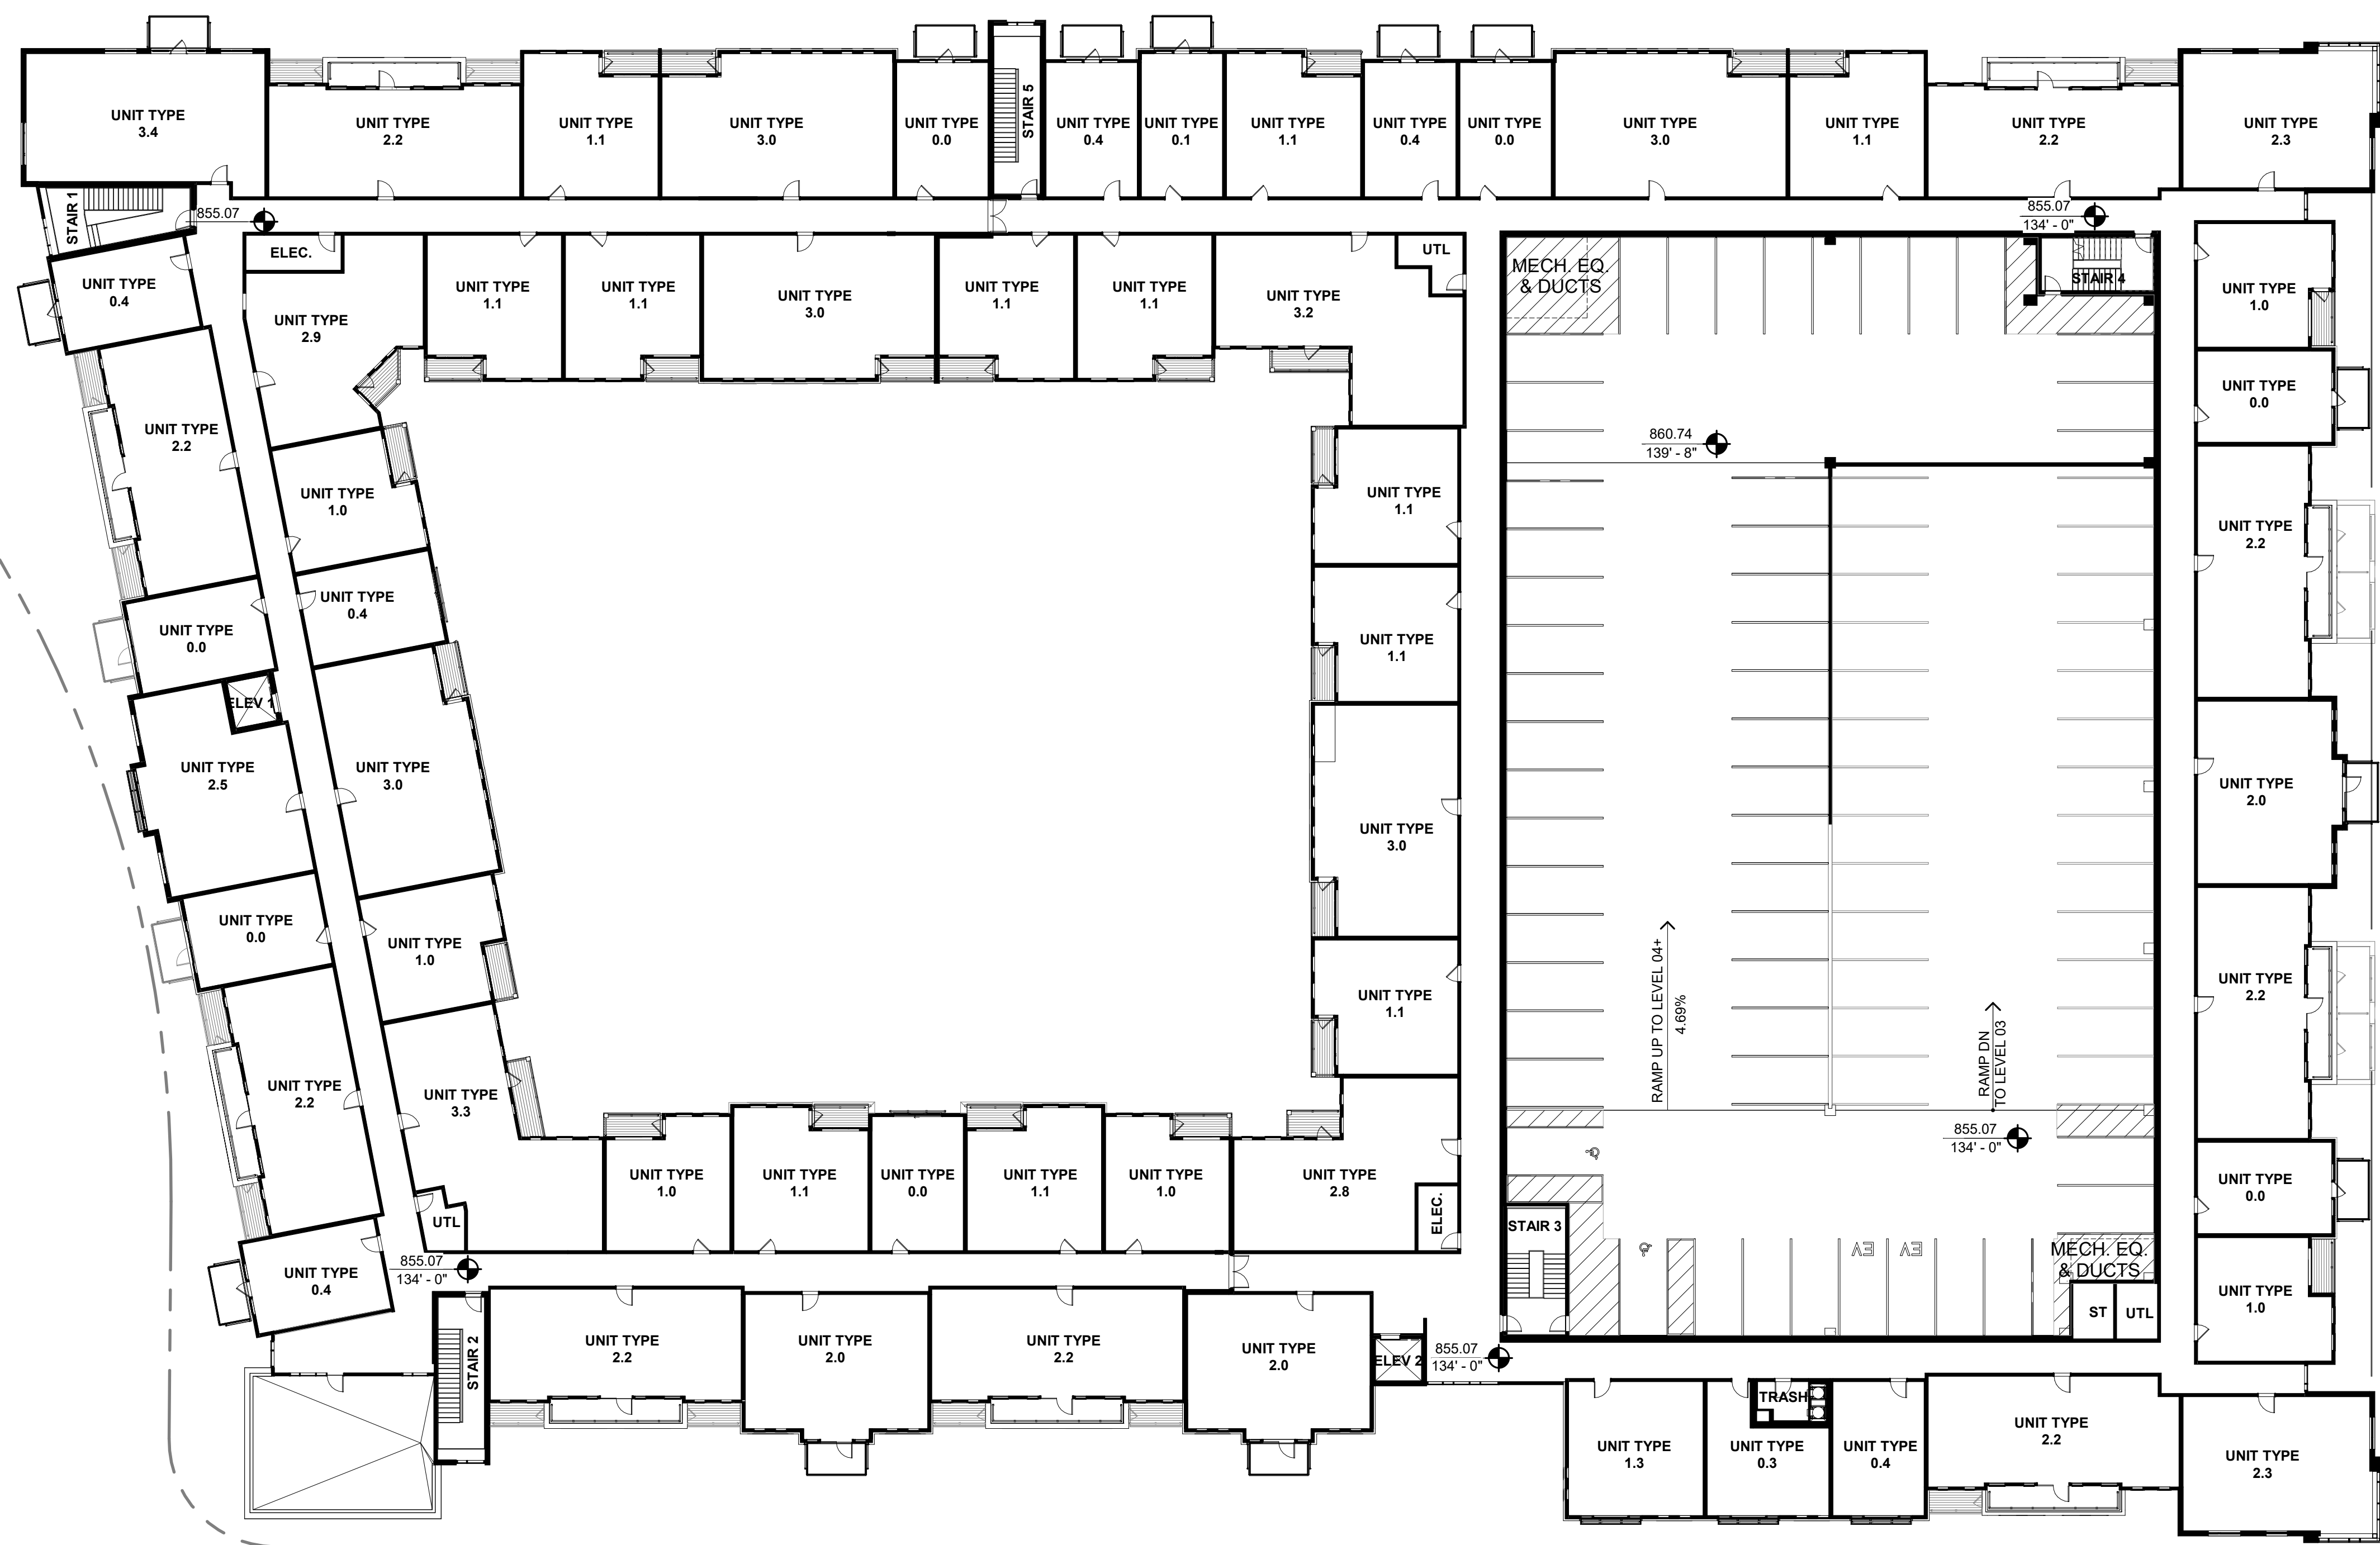 UNIT TYPE
3.4
UNIT TYPE
2.2
UNIT TYPE
1.1
UNIT TYPE
3.0
UNIT TYPE
0.0
STAIR 5
UNIT TYPE
0.4
UNIT TYPE
0.1
UNIT TYPE
1.1
UNIT TYPE
0.4
UNIT TYPE
0.0
UNIT TYPE
3.0
UNIT TYPE
1.1
UNIT TYPE
2.2
UNIT TYPE
2.3
STAIR 1
855.07
855.07
134' - 0"
ELEC.
UTL
MECH. EQ.
& DUCTS
STAIR 4
UNIT TYPE
0.4
UNIT TYPE
2.9
UNIT TYPE
1.1
UNIT TYPE
1.1
UNIT TYPE
3.0
UNIT TYPE
1.1
UNIT TYPE
1.1
UNIT TYPE
3.2
UNIT TYPE
1.0
UNIT TYPE
0.0
UNIT TYPE
2.2
860.74
139' - 8"
UNIT TYPE
1.0
UNIT TYPE
1.1
UNIT TYPE
2.2
UNIT TYPE
0.4
UNIT TYPE
0.0
UNIT TYPE
1.1
ELEV 1
UNIT TYPE
2.5
UNIT TYPE
3.0
UNIT TYPE
3.0
UNIT TYPE
2.0
UNIT TYPE
0.0
UNIT TYPE
1.0
UNIT TYPE
1.1
RAMP UP TO LEVEL 04+
4.69%
RAMP DN
TO LEVEL 03
UNIT TYPE
2.2
UNIT TYPE
2.2
UNIT TYPE
3.3
855.07
134' - 0"
UNIT TYPE
1.0
UNIT TYPE
1.1
UNIT TYPE
0.0
UNIT TYPE
1.1
UNIT TYPE
1.0
UNIT TYPE
2.8
ELEC.
UNIT TYPE
0.0
UTL
STAIR 3
EV
EV
MECH. EQ.
& DUCTS
ST
UTL
UNIT TYPE
1.0
UNIT TYPE
0.4
855.07
134' - 0"
STAIR 2
UNIT TYPE
2.2
UNIT TYPE
2.0
UNIT TYPE
2.2
UNIT TYPE
2.0
ELEV 2
855.07
134' - 0"
TRASH
UNIT TYPE
1.3
UNIT TYPE
0.3
UNIT TYPE
0.4
UNIT TYPE
2.2
UNIT TYPE
2.3